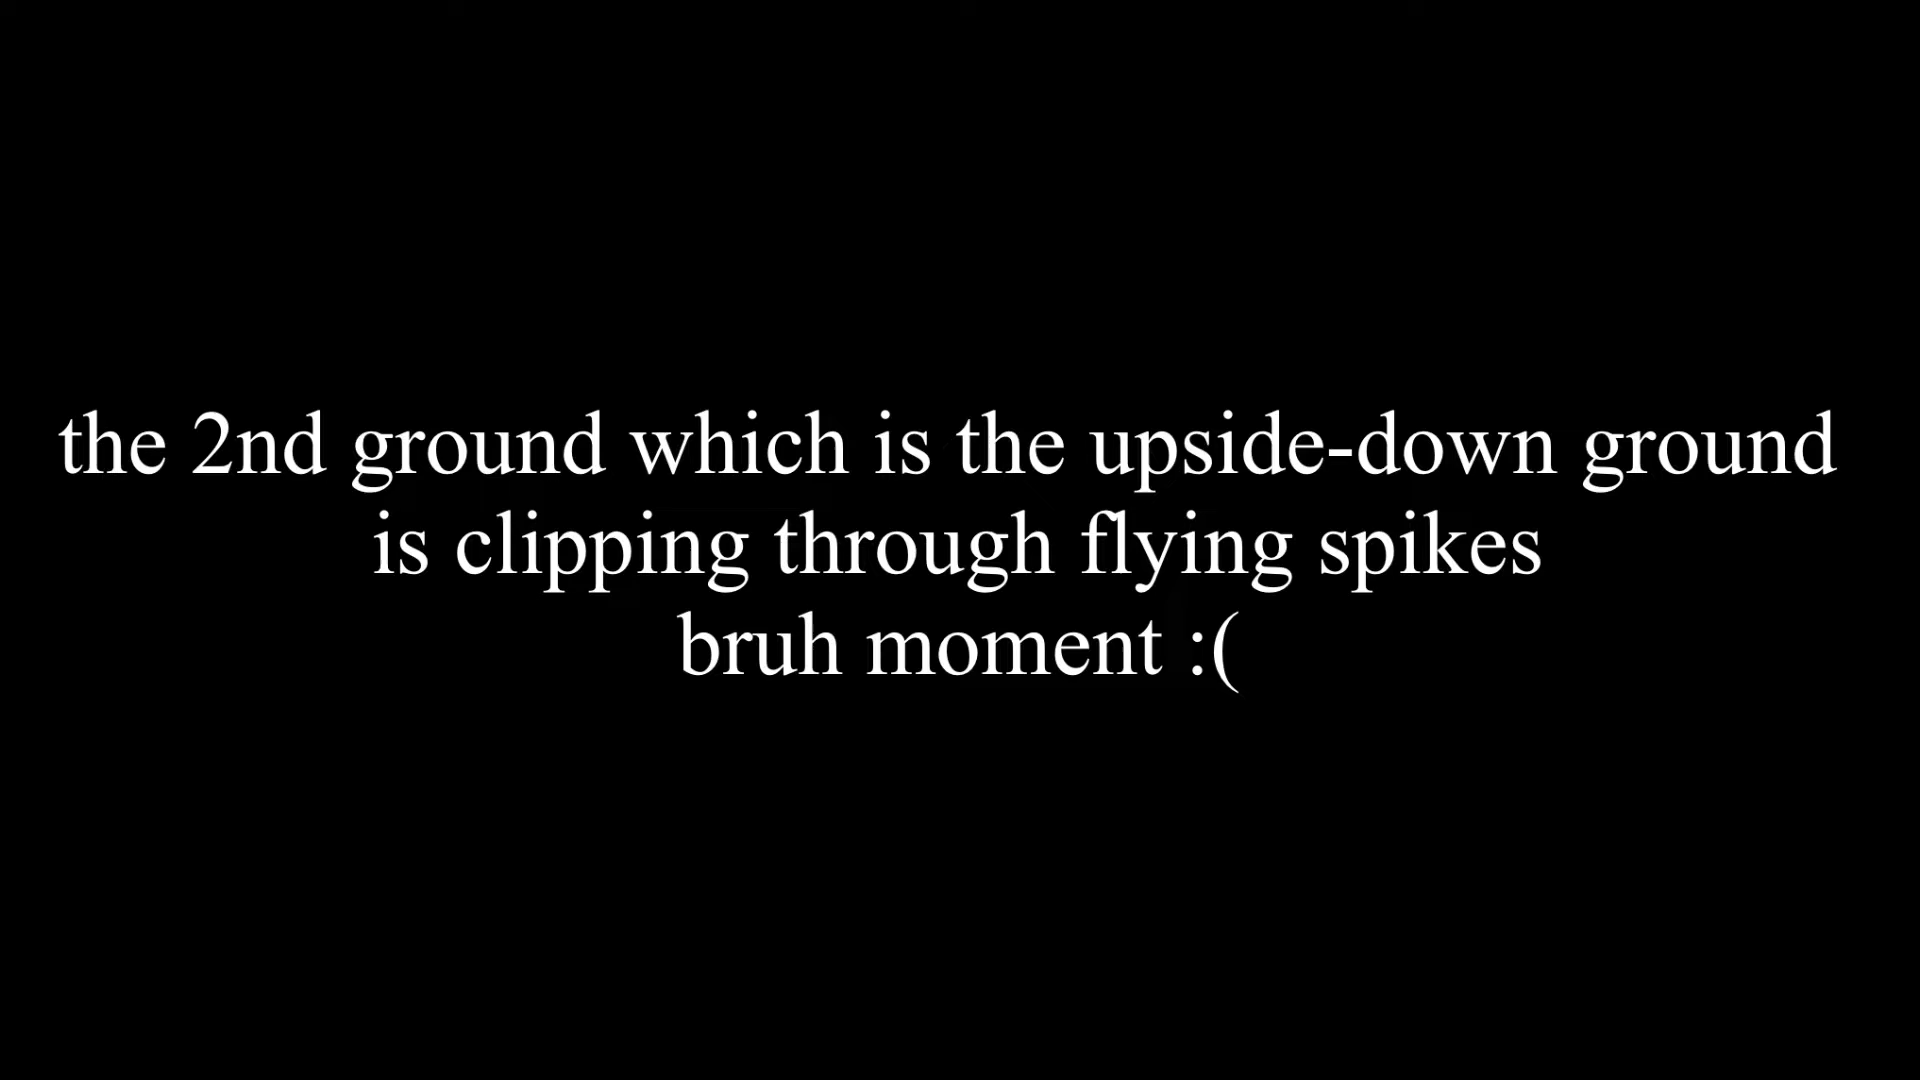 the 2nd ground which is the upside-down ground
is clipping through flying spikes
bruh moment :(